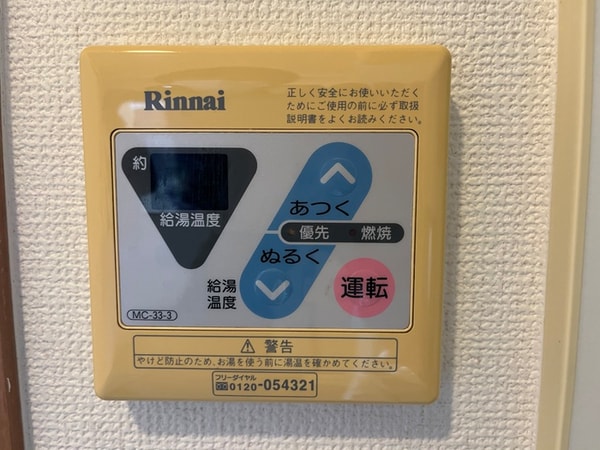 Rinnai
正しく安全にお使いいただく
ためにご使用の前に必ず取扱
説明書をよくお読みください。
約
給湯温度
あつく
優先 燃焼
ぬるく
給湯
温度
運転
MC-33-3
⚠ 警告
やけど防止のため、お湯を使う前に湯温を確かめてください。
フリーダイヤル
0120-054321